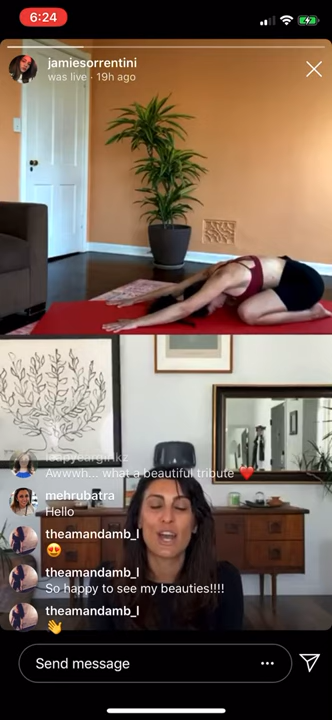 6:24
jamiesorrentini
was live · 19h ago
Awwwh... what a beautiful tribute ❤️
mehrubatra
Hello
theamandamb_l
😍
theamandamb_l
So happy to see my beauties!!!!
theamandamb_l
👋
Send message